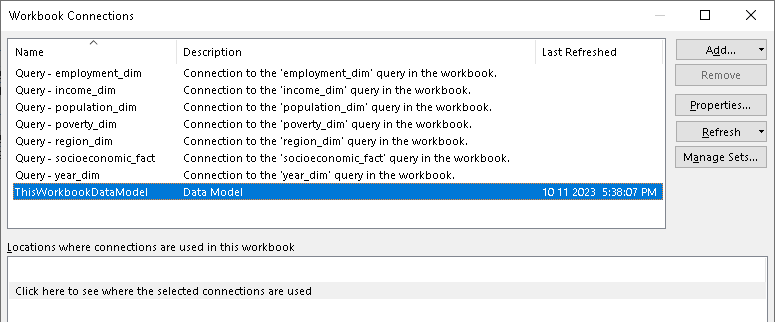 Workbook Connections
Name Description Last Refreshed
Query - employment_dim Connection to the 'employment_dim' query in the workbook.
Query - income_dim Connection to the 'income_dim' query in the workbook.
Query - population_dim Connection to the 'population_dim' query in the workbook.
Query - poverty_dim Connection to the 'poverty_dim' query in the workbook.
Query - region_dim Connection to the 'region_dim' query in the workbook.
Query - socioeconomic_fact Connection to the 'socioeconomic_fact' query in the workbook.
Query - year_dim Connection to the 'year_dim' query in the workbook.
ThisWorkbookDataModel Data Model 10 11 2023 5:38:07 PM
Add...
Remove
Properties...
Refresh
Manage Sets...
Locations where connections are used in this workbook
Click here to see where the selected connections are used